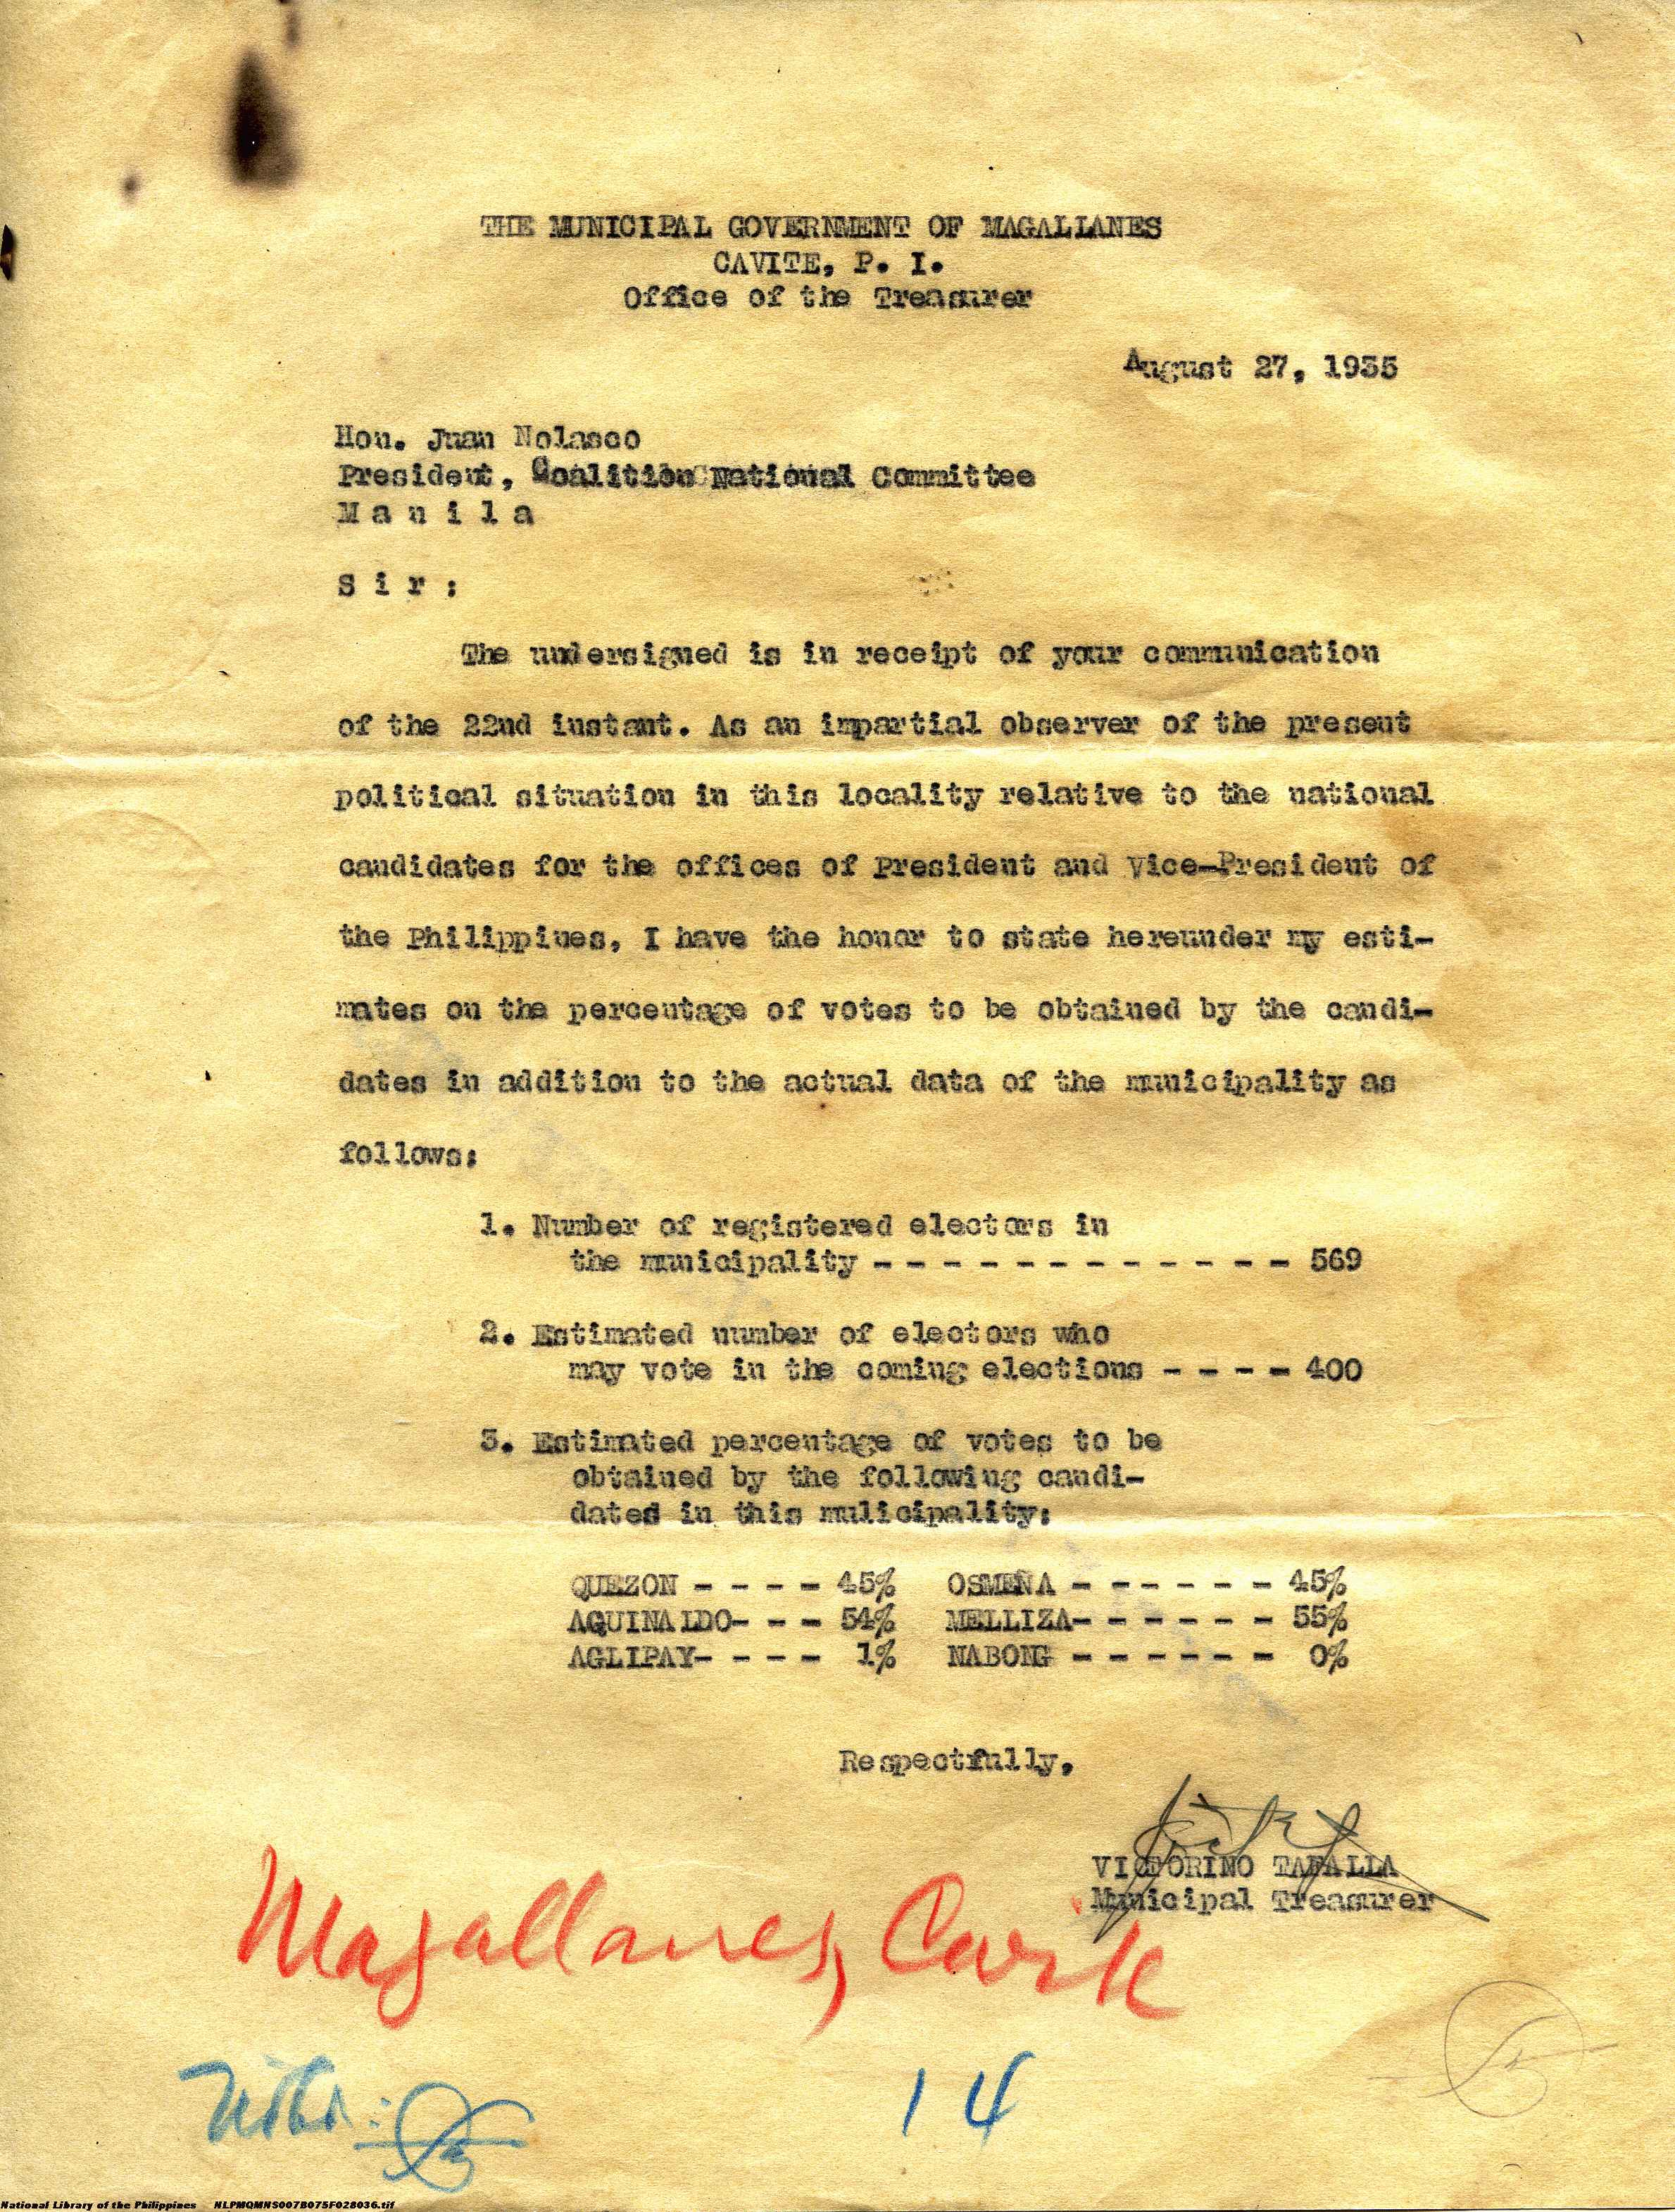 THE MUNICIPAL GOVERNMENT OF MAGALLANES
CAVITE, P. I.
Office of the Treasurer
August 27, 1935
Hon. Juan Nolasco
President, Coalition National Committee
M a n i l a
S i r :
The undersigned is in receipt of your communication
of the 22nd instant. As an impartial observer of the present
political situation in this locality relative to the national
candidates for the offices of President and Vice-President of
the Philippines, I have the honor to state hereunder my esti-
mates on the percentage of votes to be obtained by the candi-
dates in addition to the actual data of the municipality as
follows:
1. Number of registered electors in
the municipality - - - - - - - - - - - - 569
2. Estimated number of electors who
may vote in the coming elections - - - - 400
3. Estimated percentage of votes to be
obtained by the following candi-
dated in this mulicipality:
QUEZON - - - - 45% OSMEÑA - - - - - - 45%
AGUINALDO- - - 54% MELLIZA- - - - - - 55%
AGLIPAY- - - - 1% NABONG - - - - - - 0%
Respectfully,
VICTORINO TAFALLA
Municipal Treasurer
Magallanes, Cavite
14
National Library of the Philippines NLPMQMNS007B075F028036.tif